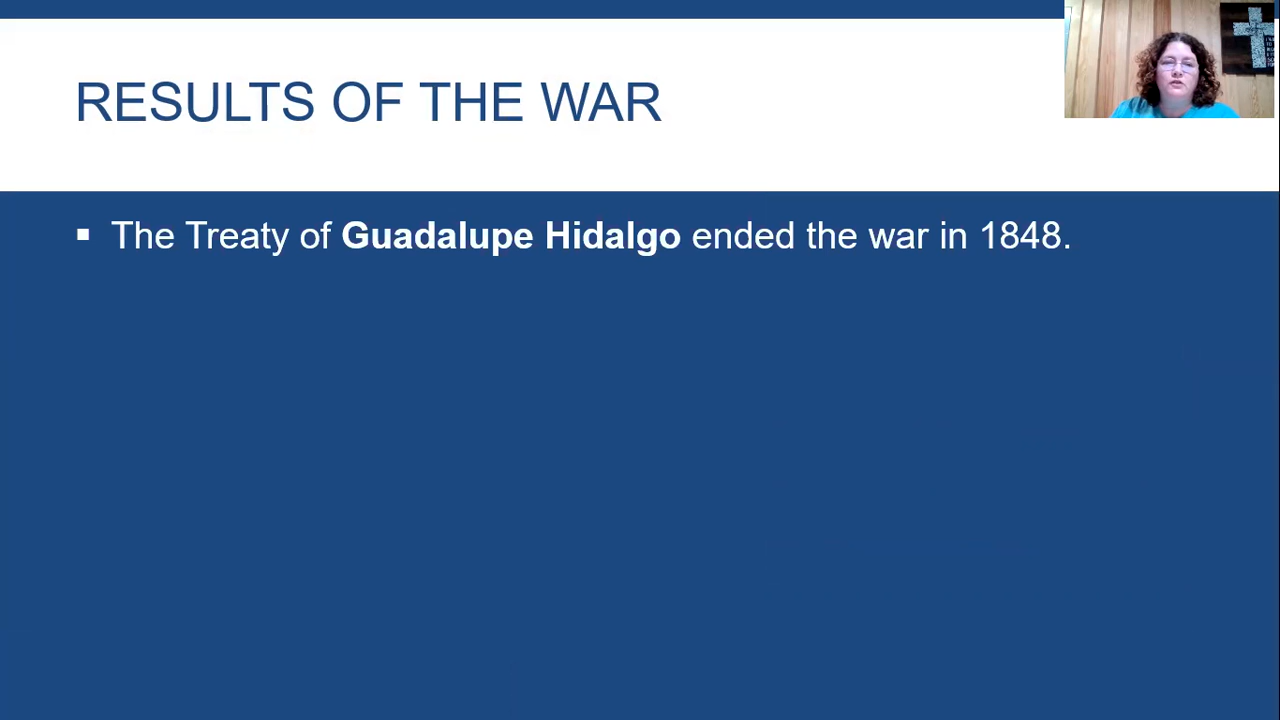 RESULTS OF THE WAR
▪ The Treaty of Guadalupe Hidalgo ended the war in 1848.